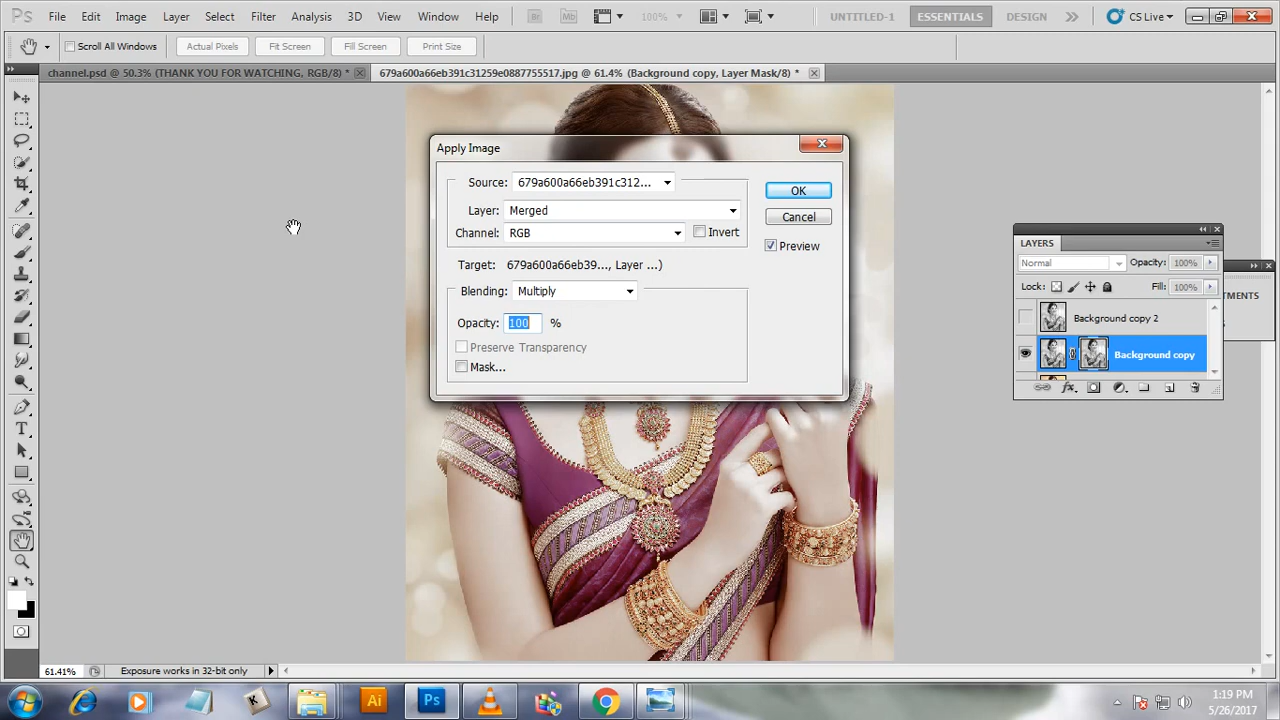 Ps File Edit Image Layer Select Filter Analysis 3D View Window Help Br Mb 100% UNTITLED-1 ESSENTIALS DESIGN CS Live
Scroll All Windows Actual Pixels Fit Screen Fill Screen Print Size
channel.psd @ 50.3% (THANK YOU FOR WATCHING, RGB/8) * 679a600a66eb391c31259e0887755517.jpg @ 61.4% (Background copy, Layer Mask/8) *
Apply Image
Source: 679a600a66eb391c312...
OK
Layer: Merged
Cancel
Channel: RGB Invert
Preview
Target: 679a600a66eb39..., Layer ...)
Blending: Multiply
Opacity: 100 %
Preserve Transparency
Mask...
LAYERS
Normal Opacity: 100%
Lock: Fill: 100%
TMENTS
Background copy 2
Background copy
61.41% Exposure works in 32-bit only
K Ai Ps
1:19 PM
5/26/2017